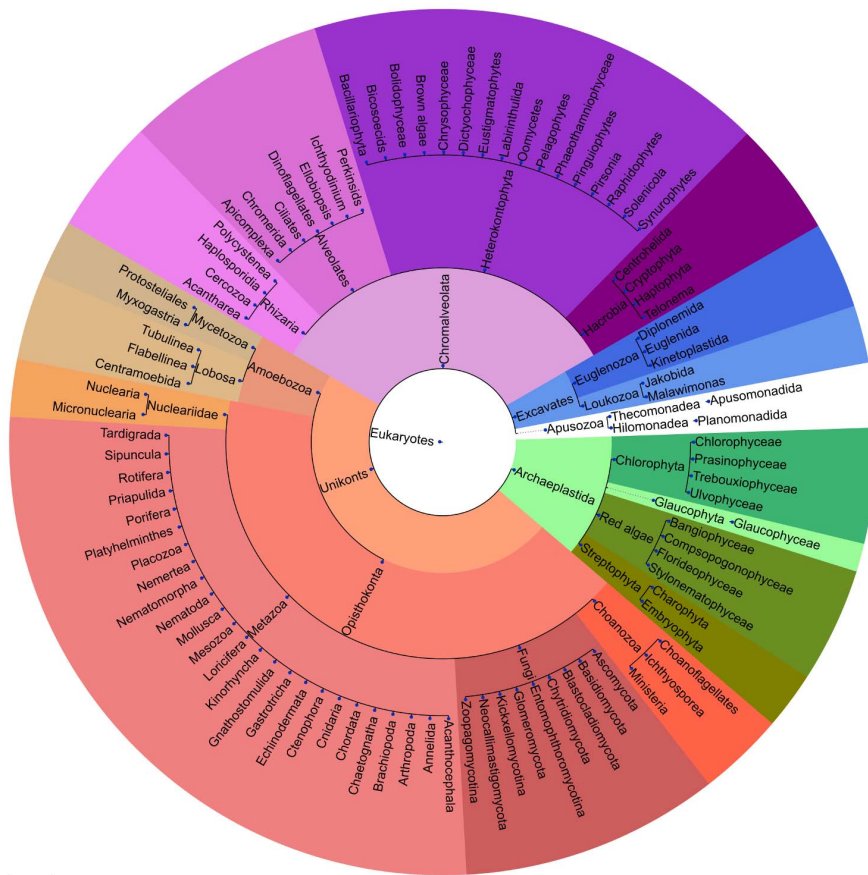 Eukaryotes
Chromalveolata
Heterokontophyta
Bacillariophyta
Bicosoecids
Bolidophyceae
Brown algae
Chrysophyceae
Dictyochophyceae
Eustigmatophytes
Labirinthulida
Oomycetes
Pelagophytes
Phaeothamniophyceae
Pinguiophytes
Pirsonia
Raphidophytes
Solenicola
Synurophytes
Hacrobia
Centrohelida
Cryptophyta
Haptophyta
Telonema
Excavates
Euglenozoa
Diplonemida
Euglenida
Kinetoplastida
Loukozoa
Jakobida
Malawimonas
Apusozoa
Thecomonadea
Apusomonadida
Hilomonadea
Planomonadida
Archaeplastida
Chlorophyta
Chlorophyceae
Prasinophyceae
Trebouxiophyceae
Ulvophyceae
Glaucophyta
Glaucophyceae
Red algae
Bangiophyceae
Compsopogonophyceae
Florideophyceae
Stylonematophyceae
Streptophyta
Charophyta
Embryophyta
Unikonts
Opisthokonta
Choanozoa
Choanoflagellates
Ichthyosporea
Ministeria
Fungi
Ascomycota
Basidiomycota
Blastocladiomycota
Chytridiomycota
Entomophthoromycotina
Glomeromycota
Kickxellomycotina
Neocallimastigomycota
Zoopagomycotina
Metazoa
Acanthocephala
Annelida
Arthropoda
Brachiopoda
Chaetognatha
Chordata
Cnidaria
Ctenophora
Echinodermata
Gastrotricha
Gnathostomulida
Kinorhyncha
Loricifera
Mesozoa
Mollusca
Nematoda
Nematomorpha
Nemertea
Placozoa
Platyhelminthes
Porifera
Priapulida
Rotifera
Sipuncula
Tardigrada
Nucleariidae
Micronuclearia
Nuclearia
Amoebozoa
Lobosa
Centramoebida
Flabellinea
Tubulinea
Mycetozoa
Myxogastria
Protosteliales
Rhizaria
Acantharea
Cercozoa
Haplosporidia
Polycystenea
Alveolates
Apicomplexa
Chromerida
Ciliates
Dinoflagellates
Ellobiopsis
Ichthyodinium
Perkinsids